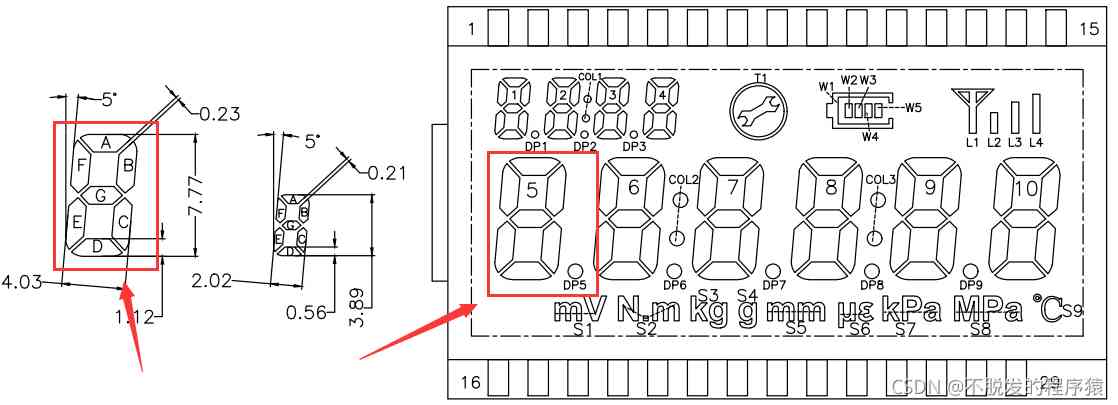 1 15
COL1 T1 W1 W2 W3
1 2 3 4 W5
W4
DP1 DP2 DP3 L1 L2 L3 L4
5° 0.23
A
F B
G
E C
D
7.77
4.03
1.12
5° 0.21
A
F B
G
E C
D
2.02
0.56
3.89
5 6 COL2 7 8 COL3 9 10
DP5 DP6 DP7 DP8 DP9
S3 S4
mV N.m kg g mm µε kPa MPa °C S9
S1 S2 S5 S6 S7 S8
16 29
CSDN @不脱发的程序猿